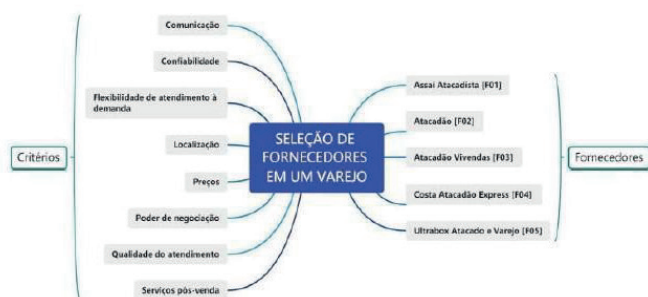 Comunicação
Confiabilidade
Flexibilidade de atendimento à
demanda
Localização
Preços
Poder de negociação
Qualidade do atendimento
Serviços pós-venda
Critérios
SELEÇÃO DE
FORNECEDORES
EM UM VAREJO
Assai Atacadista [F01]
Atacadão [F02]
Atacadão Vivendas [F03]
Costa Atacadão Express [F04]
Ultrabox Atacado e Varejo [F05]
Fornecedores